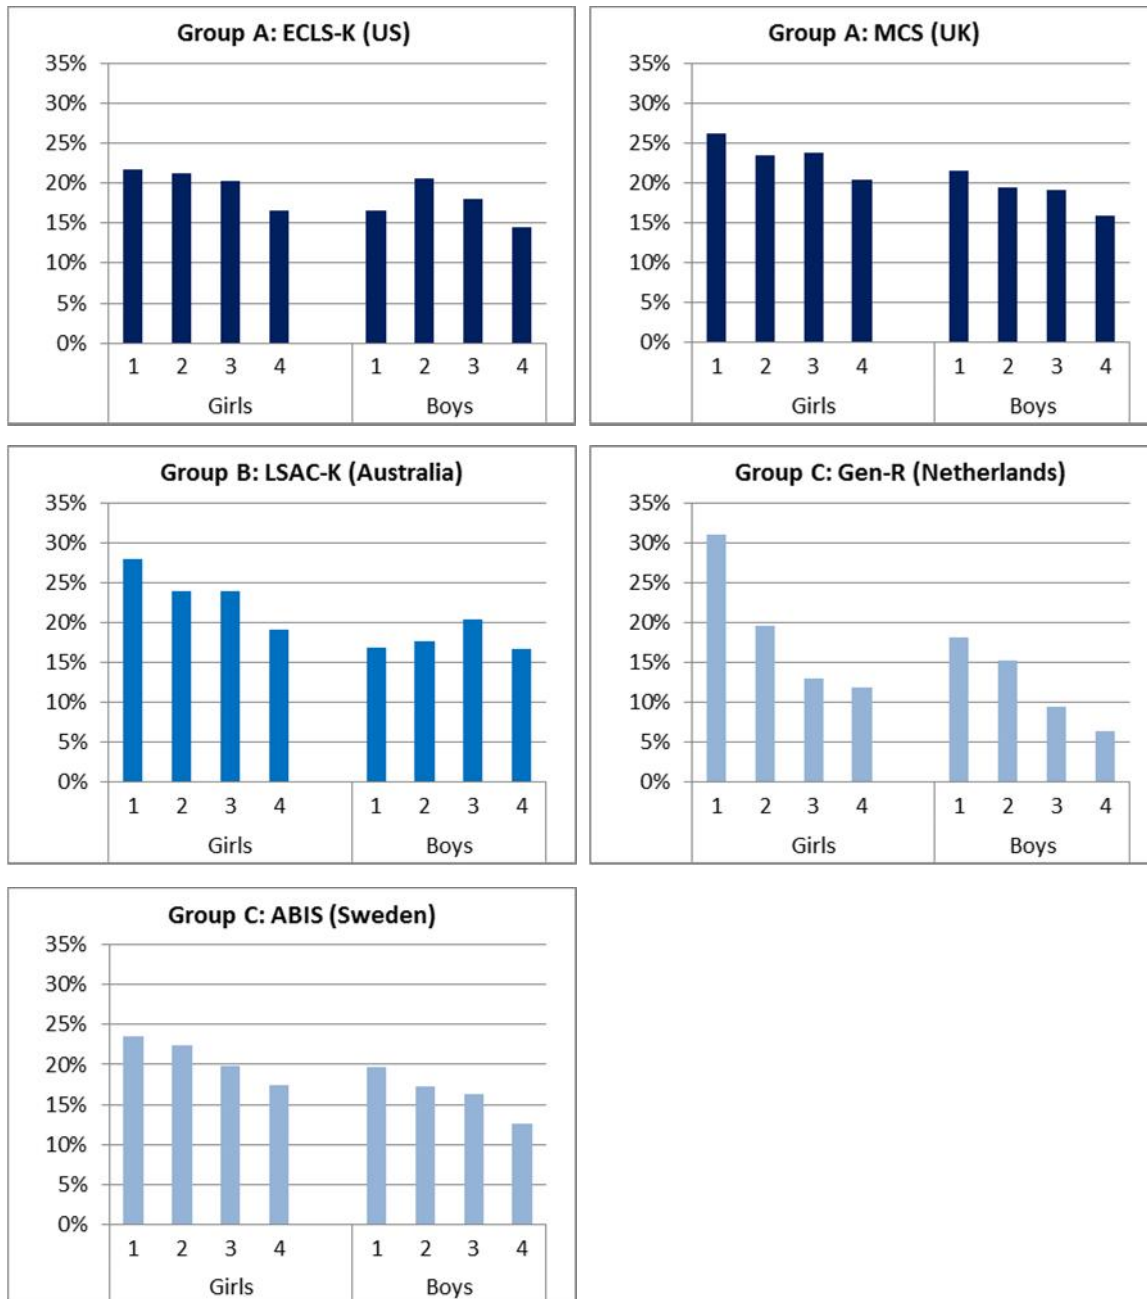 Group A: ECLS-K (US)
35%
30%
25%
20%
15%
10%
5%
0%
1 2 3 4 1 2 3 4
Girls Boys
Group A: MCS (UK)
35%
30%
25%
20%
15%
10%
5%
0%
1 2 3 4 1 2 3 4
Girls Boys
Group B: LSAC-K (Australia)
35%
30%
25%
20%
15%
10%
5%
0%
1 2 3 4 1 2 3 4
Girls Boys
Group C: Gen-R (Netherlands)
35%
30%
25%
20%
15%
10%
5%
0%
1 2 3 4 1 2 3 4
Girls Boys
Group C: ABIS (Sweden)
35%
30%
25%
20%
15%
10%
5%
0%
1 2 3 4 1 2 3 4
Girls Boys